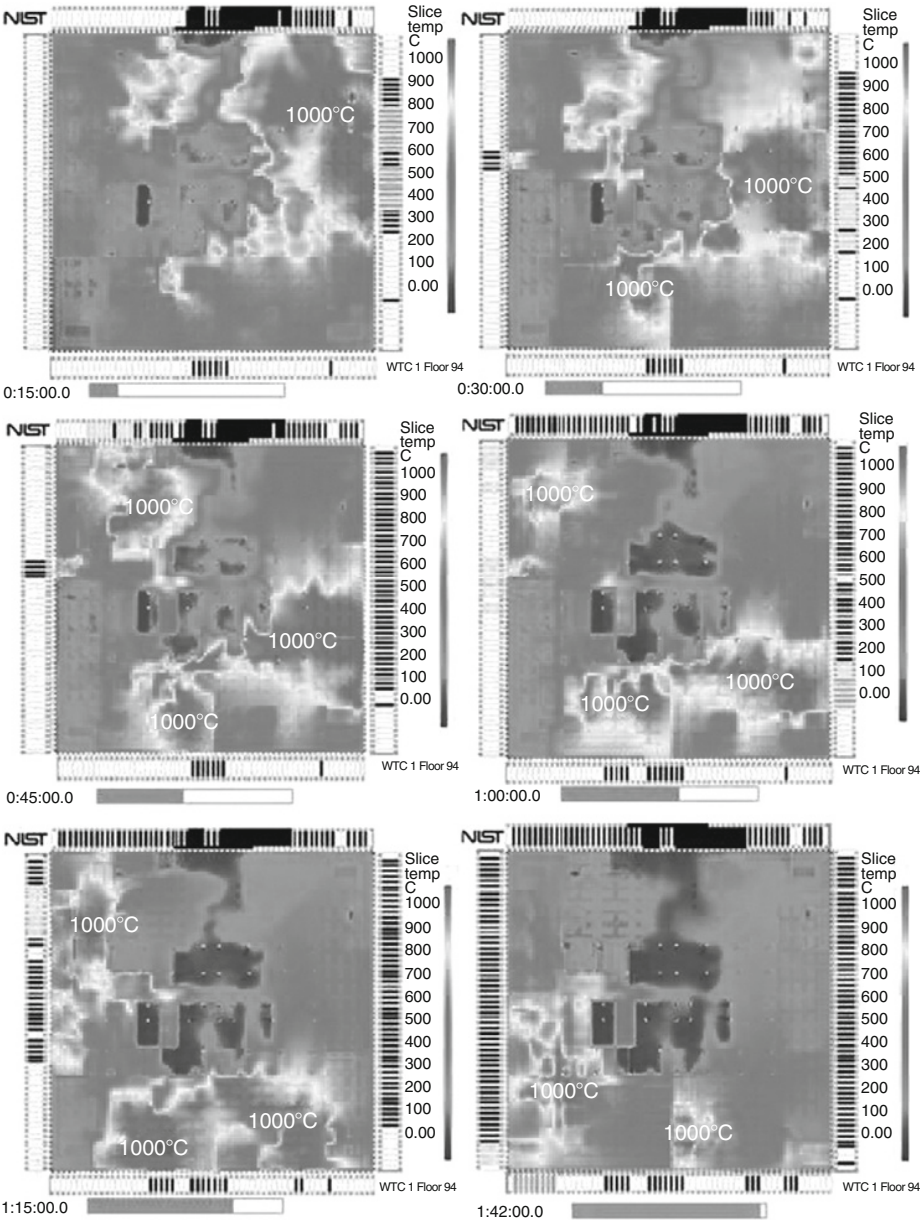 NIST
Slice
temp
C
1000
900
800
700
600
500
400
300
200
100
0.00
1000°C
WTC 1 Floor 94
0:15:00.0
NIST
Slice
temp
C
1000
900
800
700
600
500
400
300
200
100
0.00
1000°C
1000°C
WTC 1 Floor 94
0:30:00.0
NIST
Slice
temp
C
1000
900
800
700
600
500
400
300
200
100
0.00
1000°C
1000°C
1000°C
WTC 1 Floor 94
0:45:00.0
NIST
Slice
temp
C
1000
900
800
700
600
500
400
300
200
100
0.00
1000°C
1000°C
1000°C
WTC 1 Floor 94
1:00:00.0
NIST
Slice
temp
C
1000
900
800
700
600
500
400
300
200
100
0.00
1000°C
1000°C
1000°C
WTC 1 Floor 94
1:15:00.0
NIST
Slice
temp
C
1000
900
800
700
600
500
400
300
200
100
0.00
1000°C
1000°C
WTC 1 Floor 94
1:42:00.0